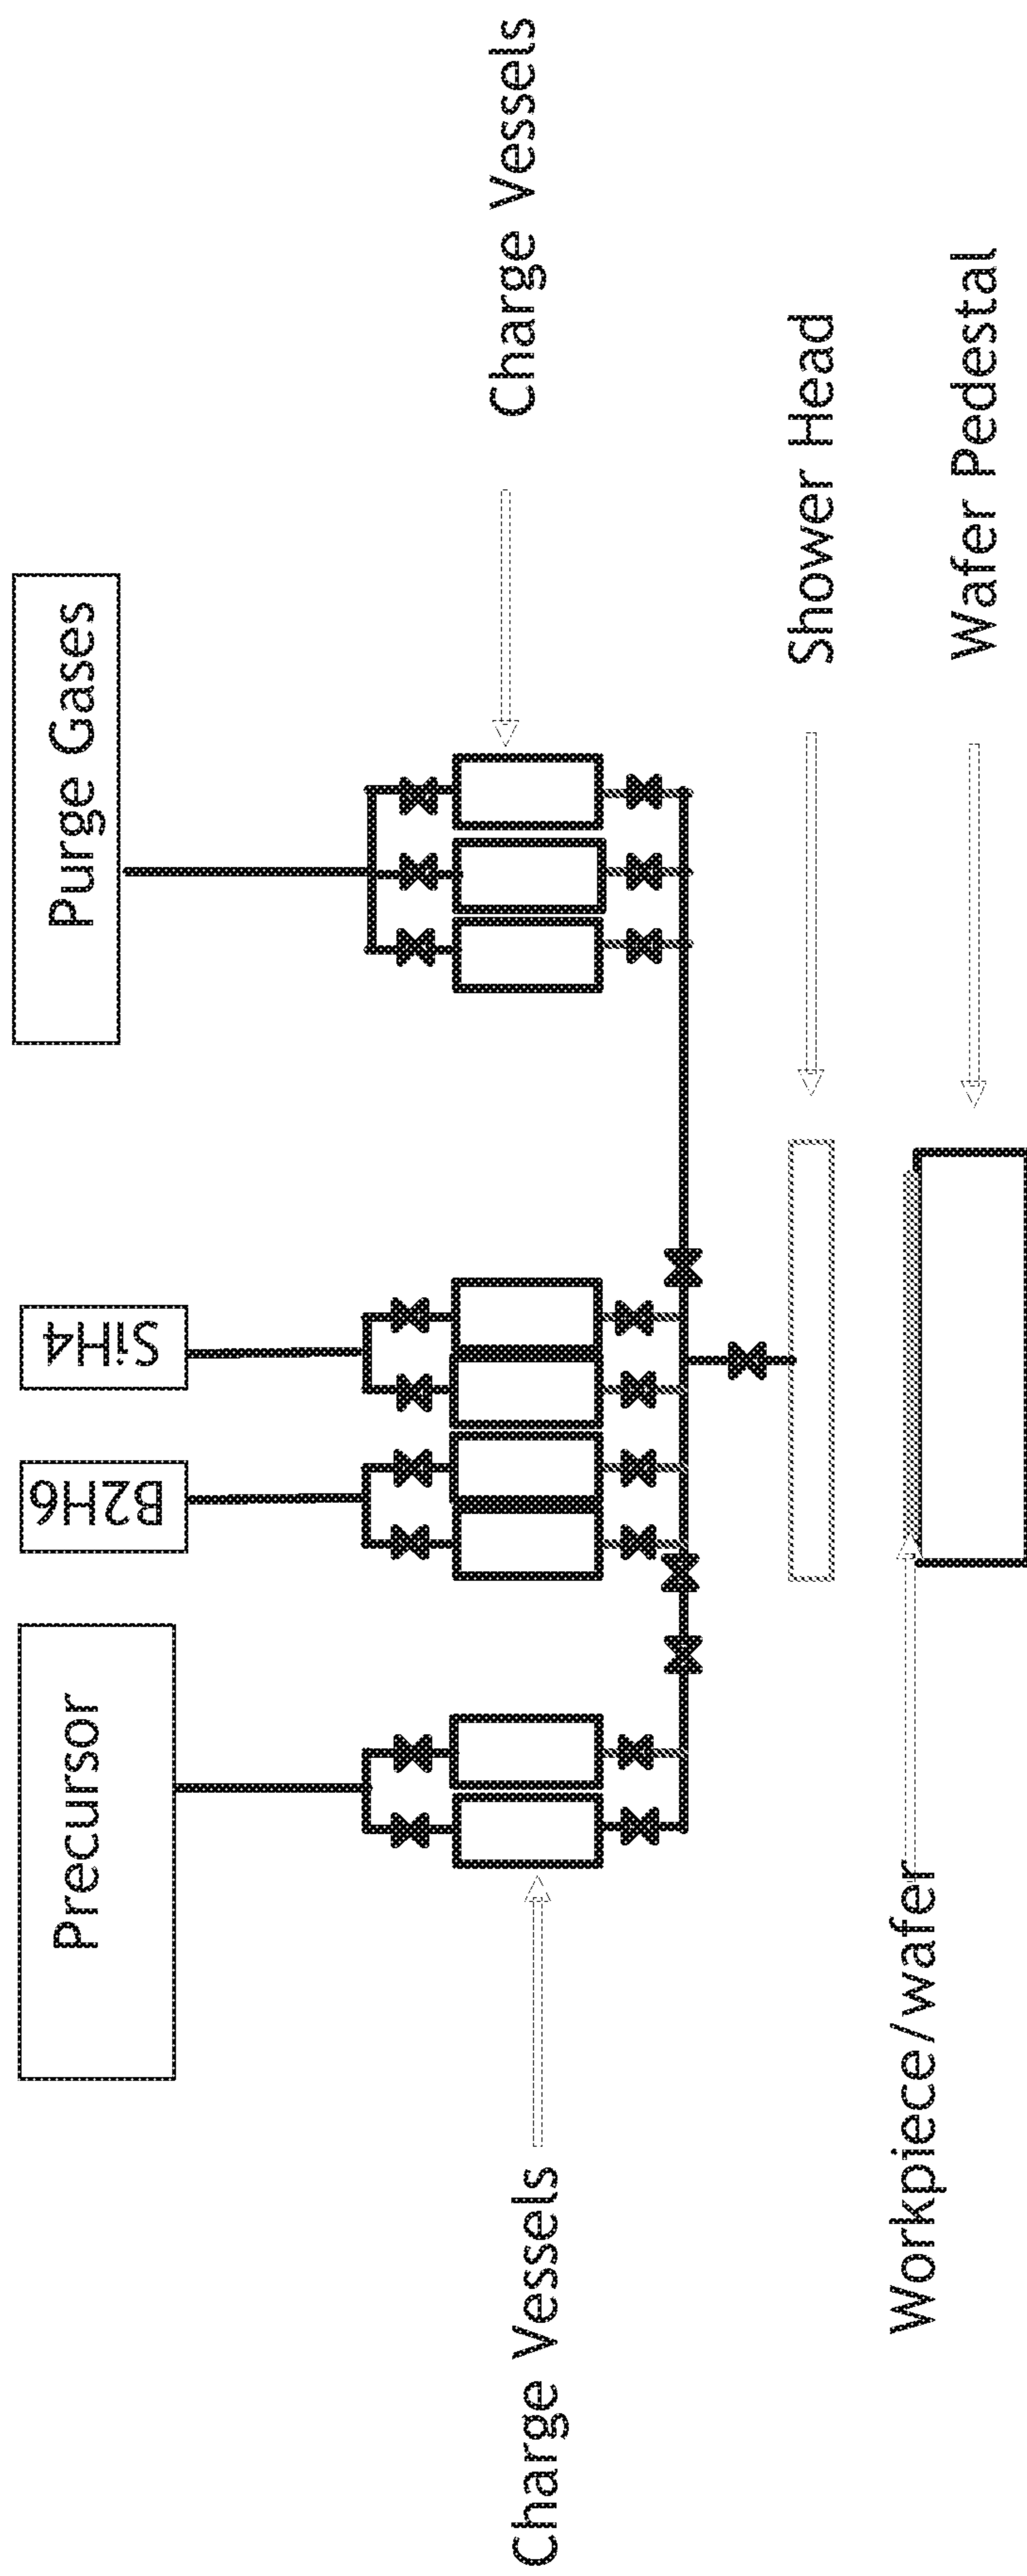 Precursor
B2H6
SiH4
Purge Gases
Charge Vessels
Charge Vessels
Shower Head
Workpiece/wafer
Wafer Pedestal